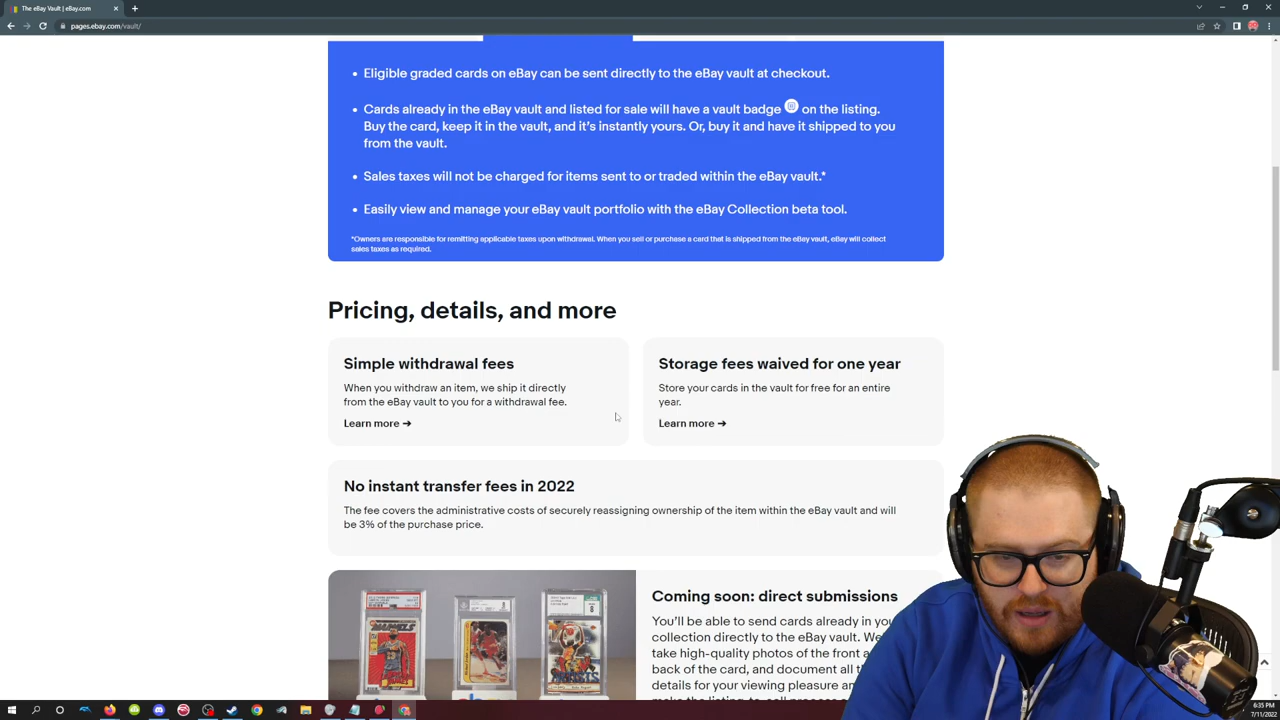 The eBay Vault | eBay.com
pages.ebay.com/vault/
Eligible graded cards on eBay can be sent directly to the eBay vault at checkout.
Cards already in the eBay vault and listed for sale will have a vault badge on the listing.
Buy the card, keep it in the vault, and it's instantly yours. Or, buy it and have it shipped to you
from the vault.
Sales taxes will not be charged for items sent to or traded within the eBay vault.*
Easily view and manage your eBay vault portfolio with the eBay Collection beta tool.
*Owners are responsible for remitting applicable taxes upon withdrawal. When you sell or purchase a card that is shipped from the eBay vault, eBay will collect
sales taxes as required.
Pricing, details, and more
Simple withdrawal fees
When you withdraw an item, we ship it directly
from the eBay vault to you for a withdrawal fee.
Learn more →
Storage fees waived for one year
Store your cards in the vault for free for an entire
year.
Learn more →
No instant transfer fees in 2022
The fee covers the administrative costs of securely reassigning ownership of the item within the eBay vault and will
be 3% of the purchase price.
Coming soon: direct submissions
You'll be able to send cards already in you
collection directly to the eBay vault. We
take high-quality photos of the front a
back of the card, and document all t
details for your viewing pleasure an
6:35 PM
7/11/2022